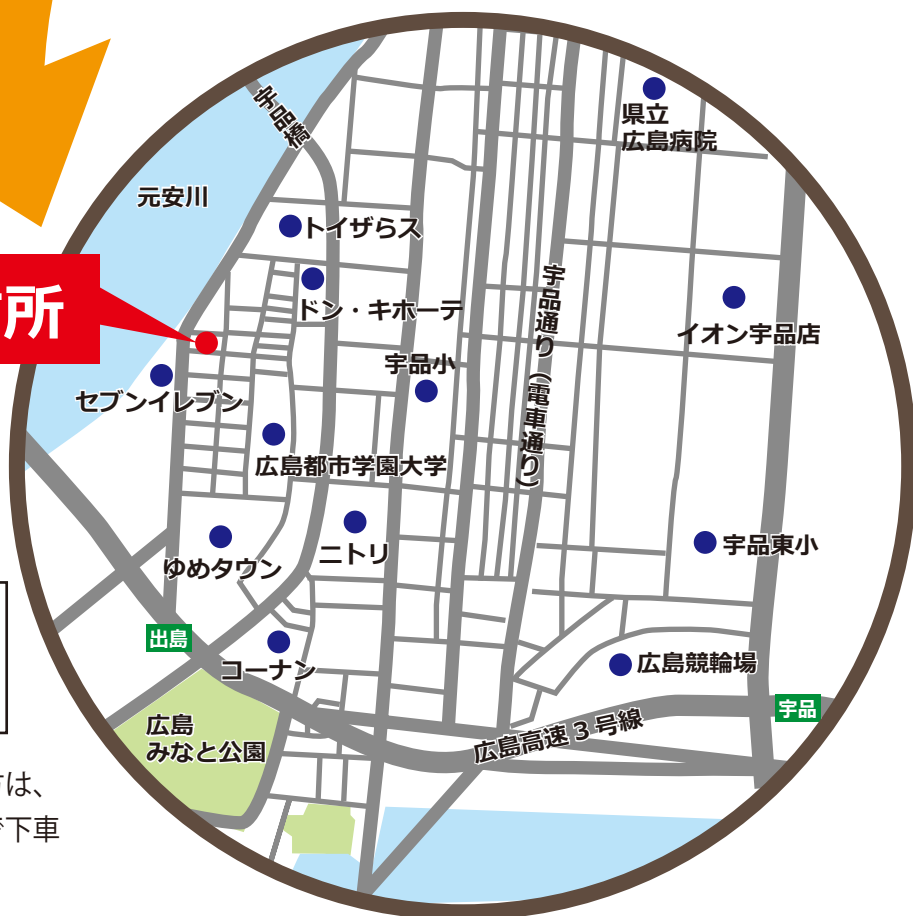 宇品橋
県立
広島病院
元安川
トイザらス
ドン・キホーテ
宇品通り（電車通り）
イオン宇品店
所
宇品小
セブンイレブン
広島都市学園大学
ニトリ
宇品東小
ゆめタウン
出島
コーナン
広島競輪場
宇品
広島
みなと公園
広島高速３号線
は、
下車